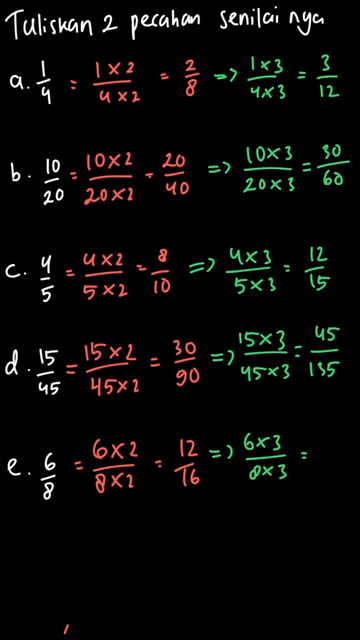 Tuliskan 2 pecahan senilai nya
a. 1/4 = 1×2/4×2 = 2/8 => 1×3/4×3 = 3/12
b. 10/20 = 10×2/20×2 = 20/40 => 10×3/20×3 = 30/60
c. 4/5 = 4×2/5×2 = 8/10 => 4×3/5×3 = 12/15
d. 15/45 = 15×2/45×2 = 30/90 => 15×3/45×3 = 45/135
e. 6/8 = 6×2/8×2 = 12/16 => 6×3/8×3 =